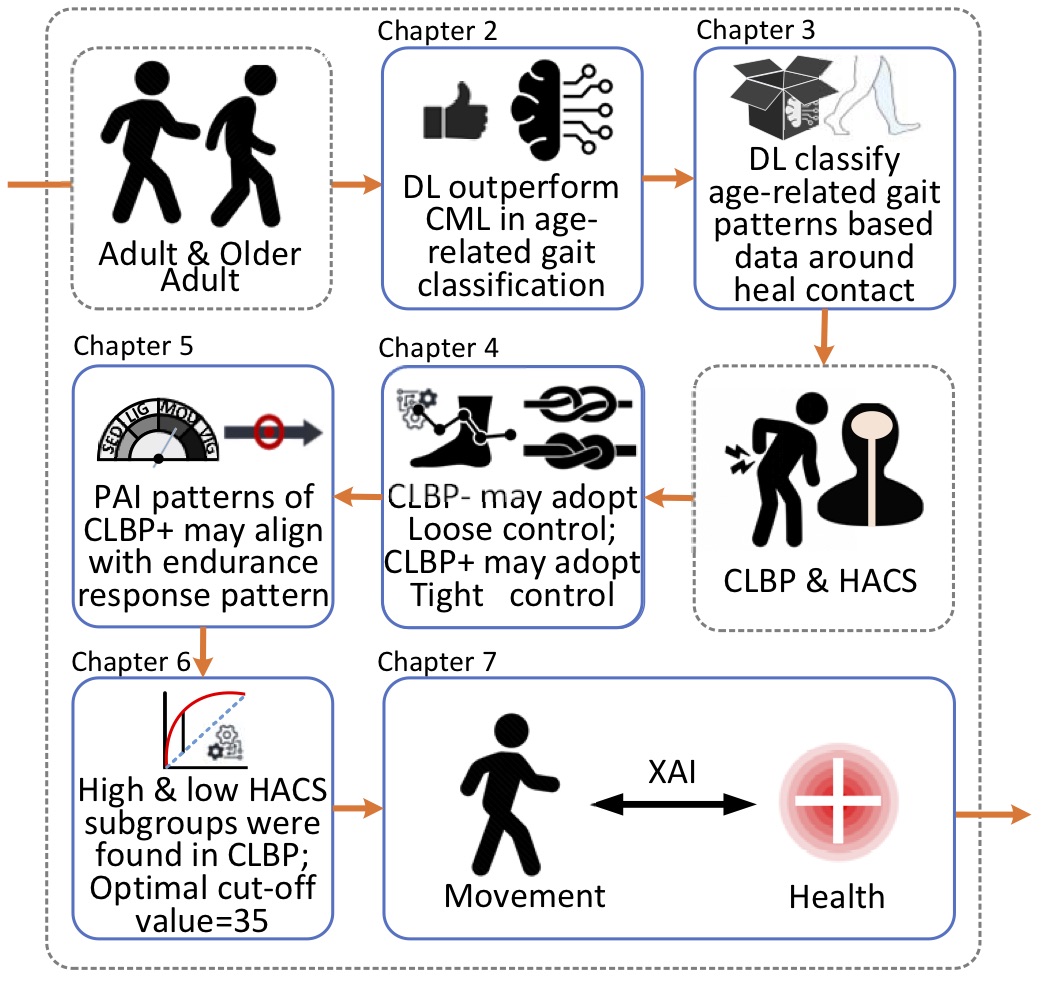 Adult & Older
Adult
Chapter 2
DL outperform
CML in age-
related gait
classification
Chapter 3
DL classify
age-related gait
patterns based
data around
heal contact
CLBP & HACS
Chapter 4
CLBP- may adopt
Loose control;
CLBP+ may adopt
Tight control
Chapter 5
SED LIG MOD VIG
PAI patterns of
CLBP+ may align
with endurance
response pattern
Chapter 6
High & low HACS
subgroups were
found in CLBP;
Optimal cut-off
value=35
Chapter 7
XAI
Movement
Health